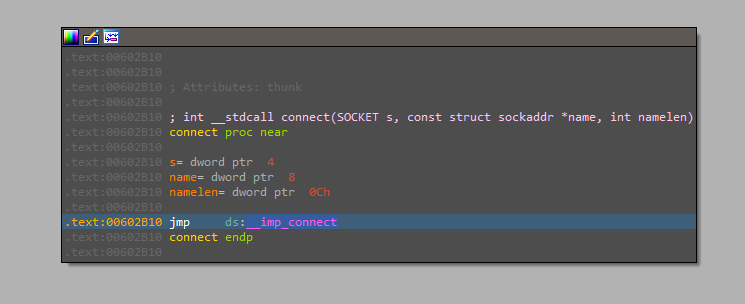 .text:00602B10
.text:00602B10
.text:00602B10 ; Attributes: thunk
.text:00602B10
.text:00602B10 ; int __stdcall connect(SOCKET s, const struct sockaddr *name, int namelen)
.text:00602B10 connect proc near
.text:00602B10
.text:00602B10 s= dword ptr  4
.text:00602B10 name= dword ptr  8
.text:00602B10 namelen= dword ptr  0Ch
.text:00602B10
.text:00602B10 jmp     ds:__imp_connect
.text:00602B10 connect endp
.text:00602B10